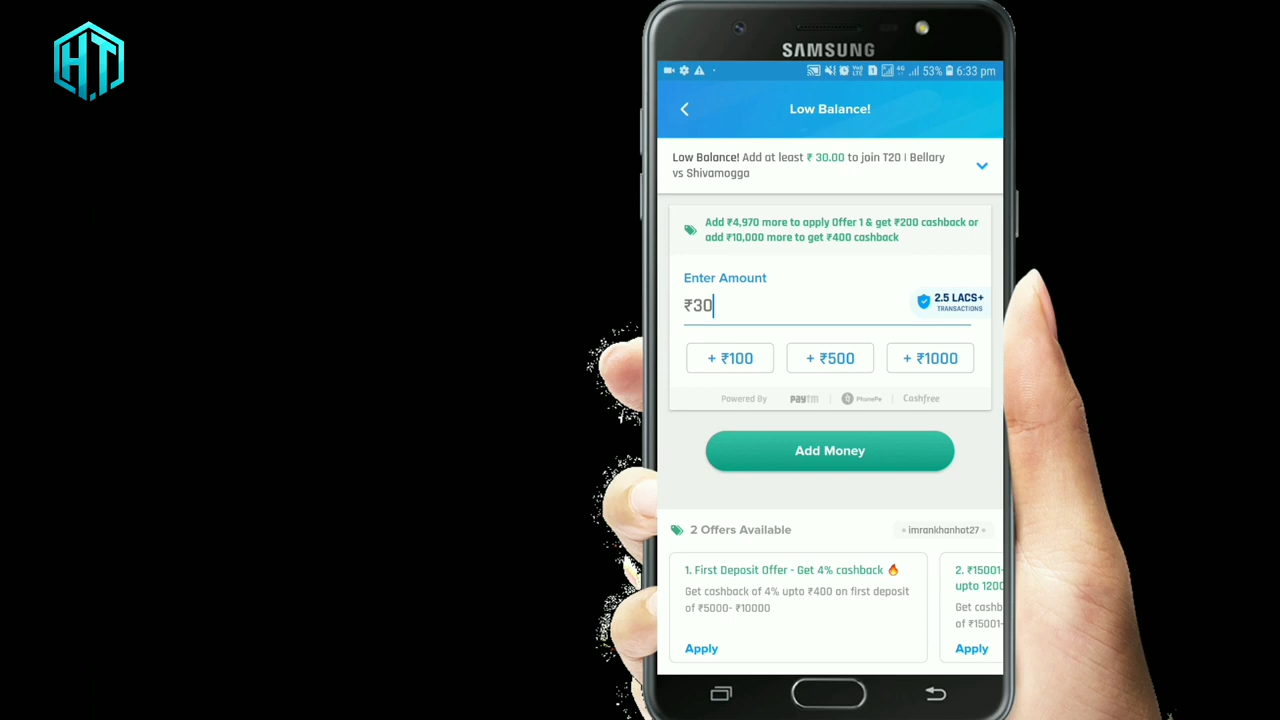 HT
SAMSUNG
53% 6:33 pm
Low Balance!
Low Balance! Add at least ₹ 30.00 to join T20 | Bellary
vs Shivamogga
Add ₹4,970 more to apply Offer 1 & get ₹200 cashback or
add ₹10,000 more to get ₹400 cashback
Enter Amount
₹30
2.5 LACS+
TRANSACTIONS
+ ₹100 + ₹500 + ₹1000
Powered By paytm | PhonePe | Cashfree
Add Money
2 Offers Available
imrankhanhot27
1. First Deposit Offer - Get 4% cashback 🔥
Get cashback of 4% upto ₹400 on first deposit
of ₹5000- ₹10000
Apply
2. ₹15001-
upto 1200
Get cashb
of ₹15001-
Apply